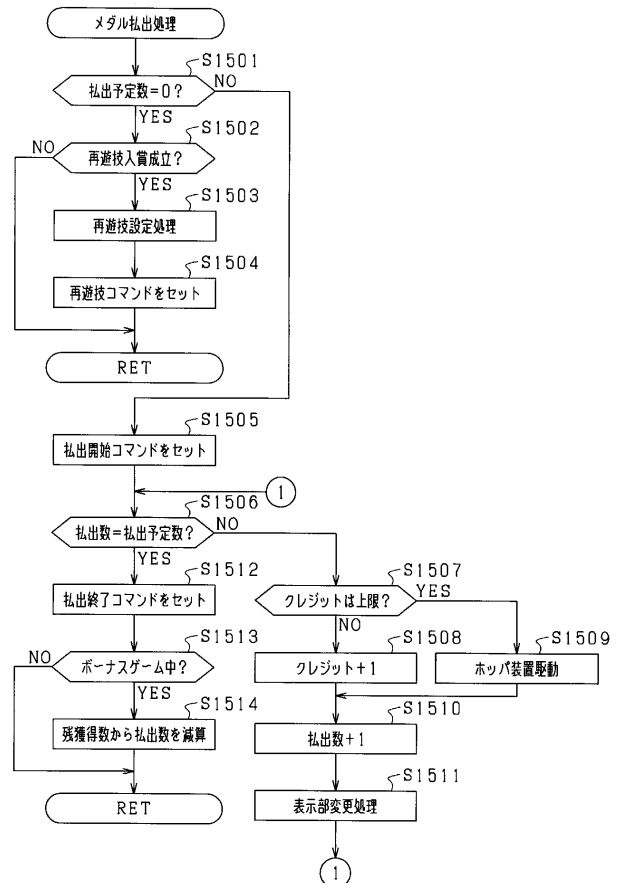 メダル払出処理
S1501
払出予定数=0?
NO
YES
S1502
NO
再遊技入賞成立?
YES
S1503
再遊技設定処理
S1504
再遊技コマンドをセット
RET
S1505
払出開始コマンドをセット
1
S1506
払出数=払出予定数?
NO
YES
S1507
クレジットは上限?
YES
NO
S1508
クレジット+1
S1509
ホッパ装置駆動
S1510
払出数+1
S1511
表示部変更処理
1
S1512
払出終了コマンドをセット
S1513
NO
ボーナスゲーム中?
YES
S1514
残獲得数から払出数を減算
RET